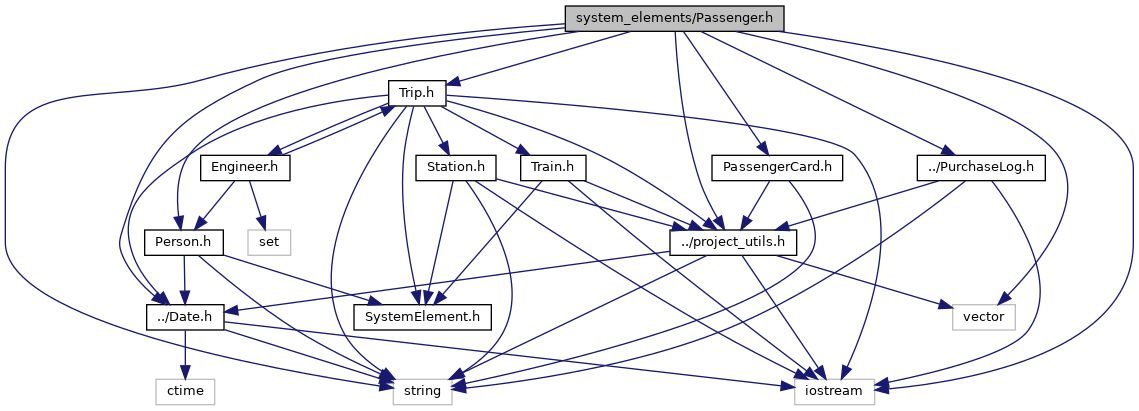 system_elements/Passenger.h
Trip.h
Engineer.h
Station.h
Train.h
PassengerCard.h
../PurchaseLog.h
Person.h
set
../project_utils.h
../Date.h
SystemElement.h
vector
ctime
string
iostream